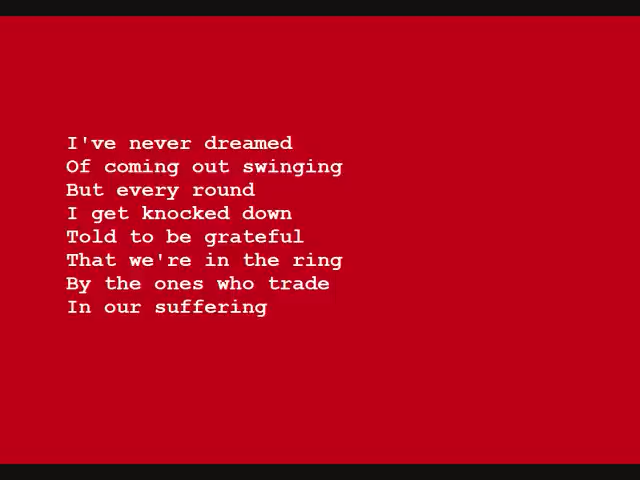 I've never dreamed
Of coming out swinging
But every round
I get knocked down
Told to be grateful
That we're in the ring
By the ones who trade
In our suffering